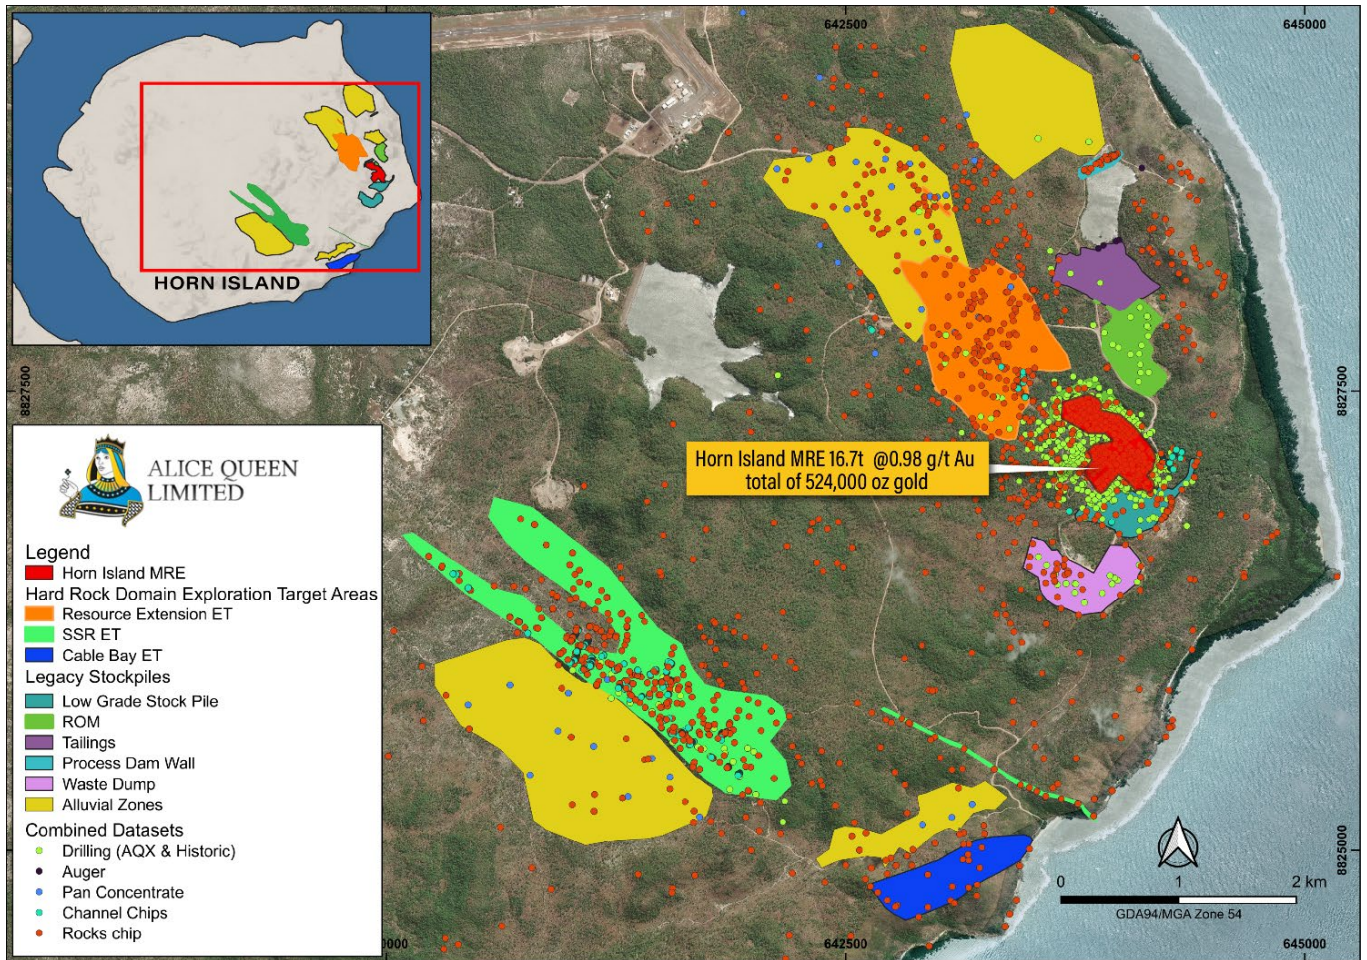 642500
645000
HORN ISLAND
8827500
8827500
Horn Island MRE 16.7t @0.98 g/t Au
total of 524,000 oz gold
ALICE QUEEN
LIMITED
Legend
Horn Island MRE
Hard Rock Domain Exploration Target Areas
Resource Extension ET
SSR ET
Cable Bay ET
Legacy Stockpiles
Low Grade Stock Pile
ROM
Tailings
Process Dam Wall
Waste Dump
Alluvial Zones
Combined Datasets
Drilling (AQX & Historic)
Auger
Pan Concentrate
Channel Chips
Rocks chip
8825000
0 1 2 km
GDA94/MGA Zone 54
0000
642500
645000